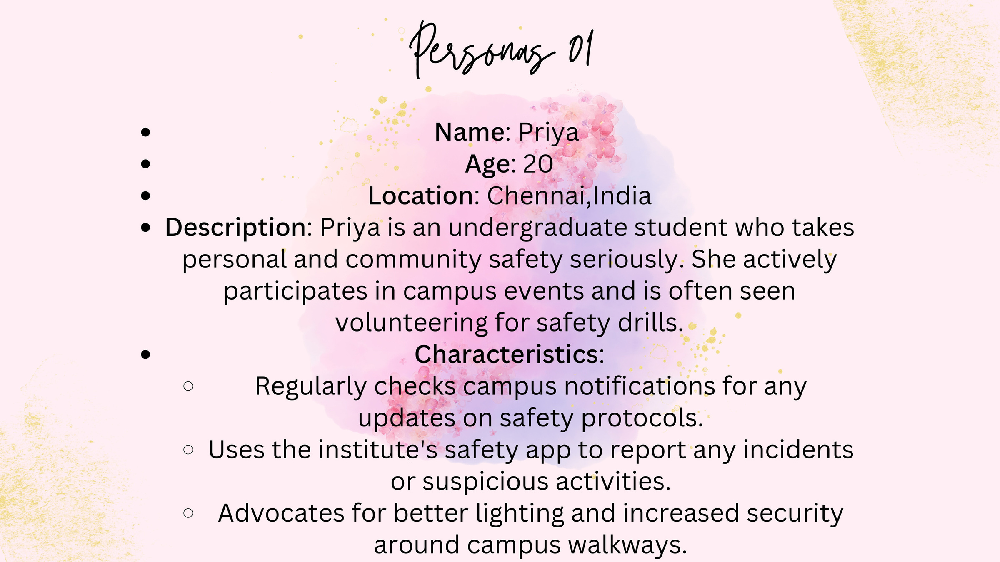 Personas 01
• Name: Priya
• Age: 20
• Location: Chennai,India
• Description: Priya is an undergraduate student who takes
personal and community safety seriously. She actively
participates in campus events and is often seen
volunteering for safety drills.
• Characteristics:
○ Regularly checks campus notifications for any
updates on safety protocols.
○ Uses the institute's safety app to report any incidents
or suspicious activities.
○ Advocates for better lighting and increased security
around campus walkways.